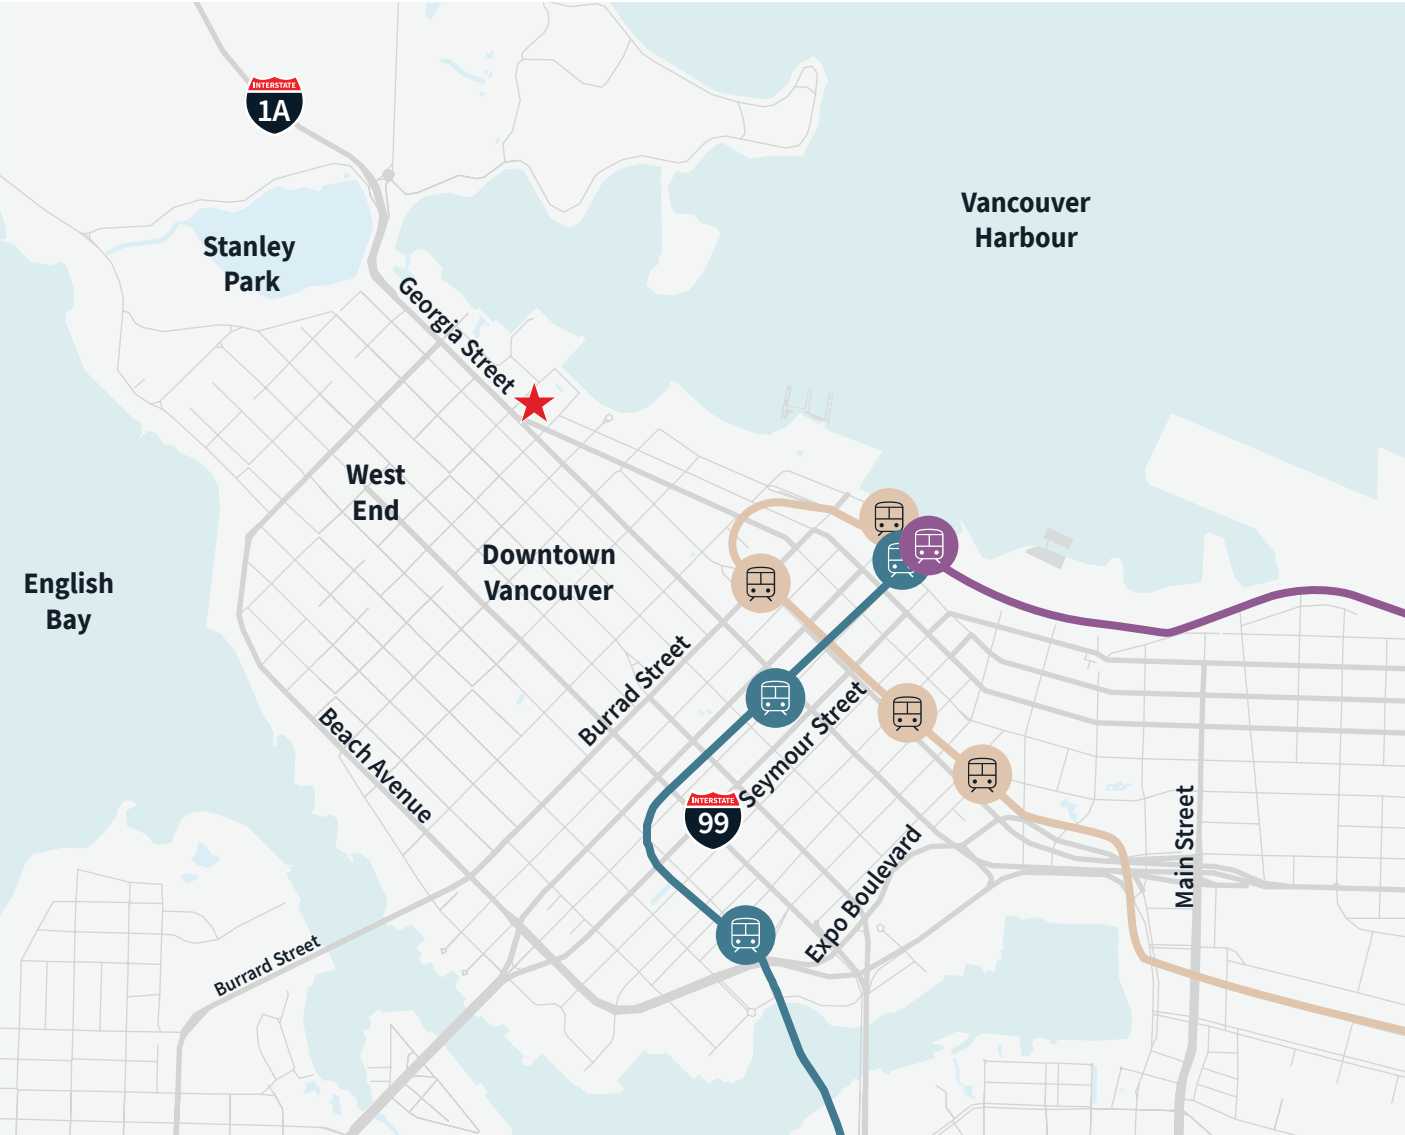 INTERSTATE
1A
Vancouver
Harbour
Stanley
Park
Georgia Street
West
End
Downtown
Vancouver
English
Bay
Burrad Street
Seymour Street
Beach Avenue
INTERSTATE
99
Main Street
Expo Boulevard
Burrard Street